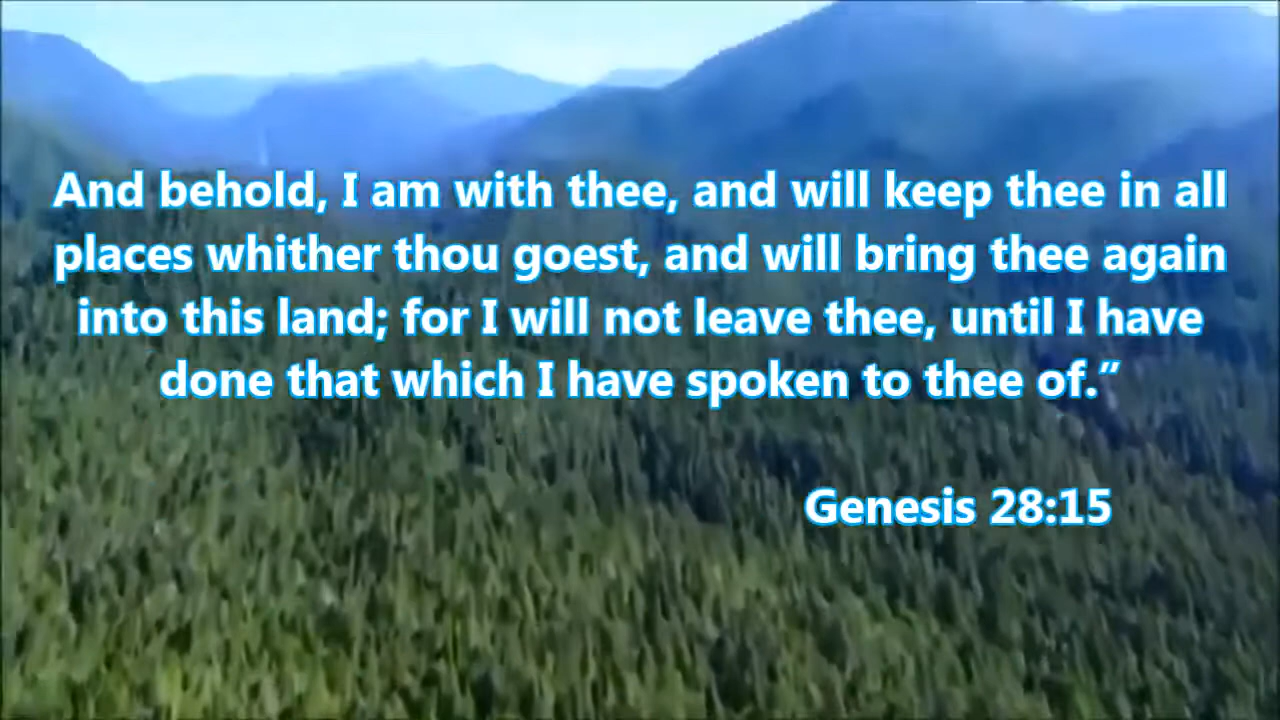 And behold, I am with thee, and will keep thee in all
places whither thou goest, and will bring thee again
into this land; for I will not leave thee, until I have
done that which I have spoken to thee of.”
Genesis 28:15